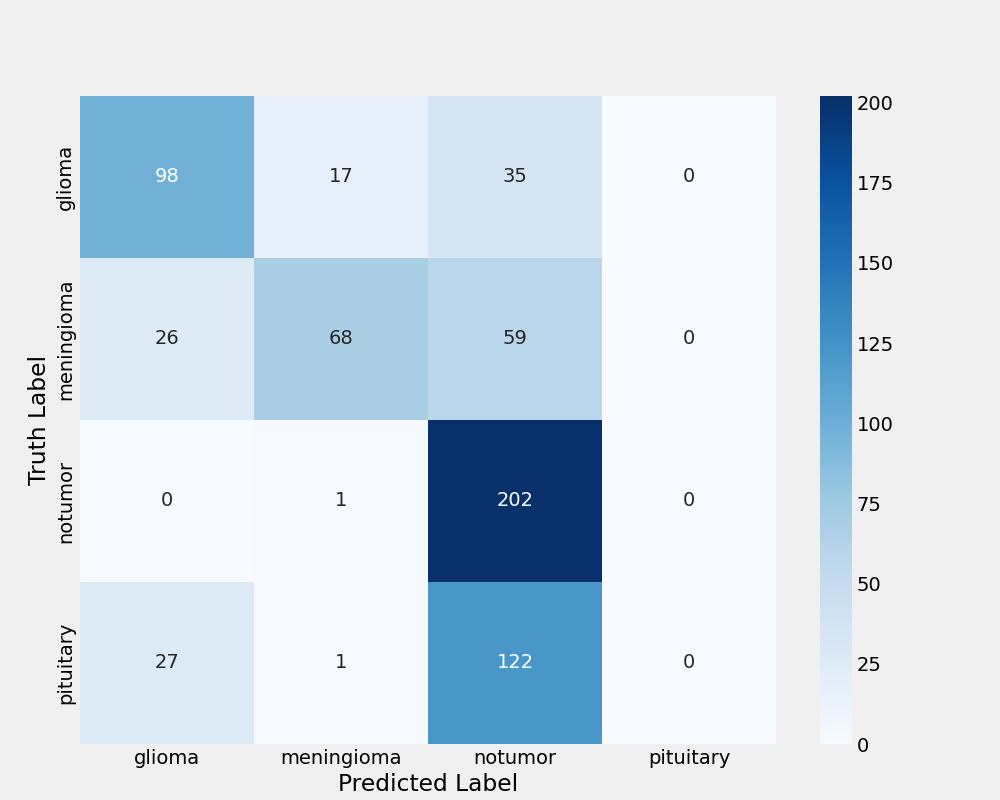 glioma 98 17 35 0
meningioma 26 68 59 0
notumor 0 1 202 0
pituitary 27 1 122 0
glioma meningioma notumor pituitary
Predicted Label
Truth Label
200
175
150
125
100
75
50
25
0